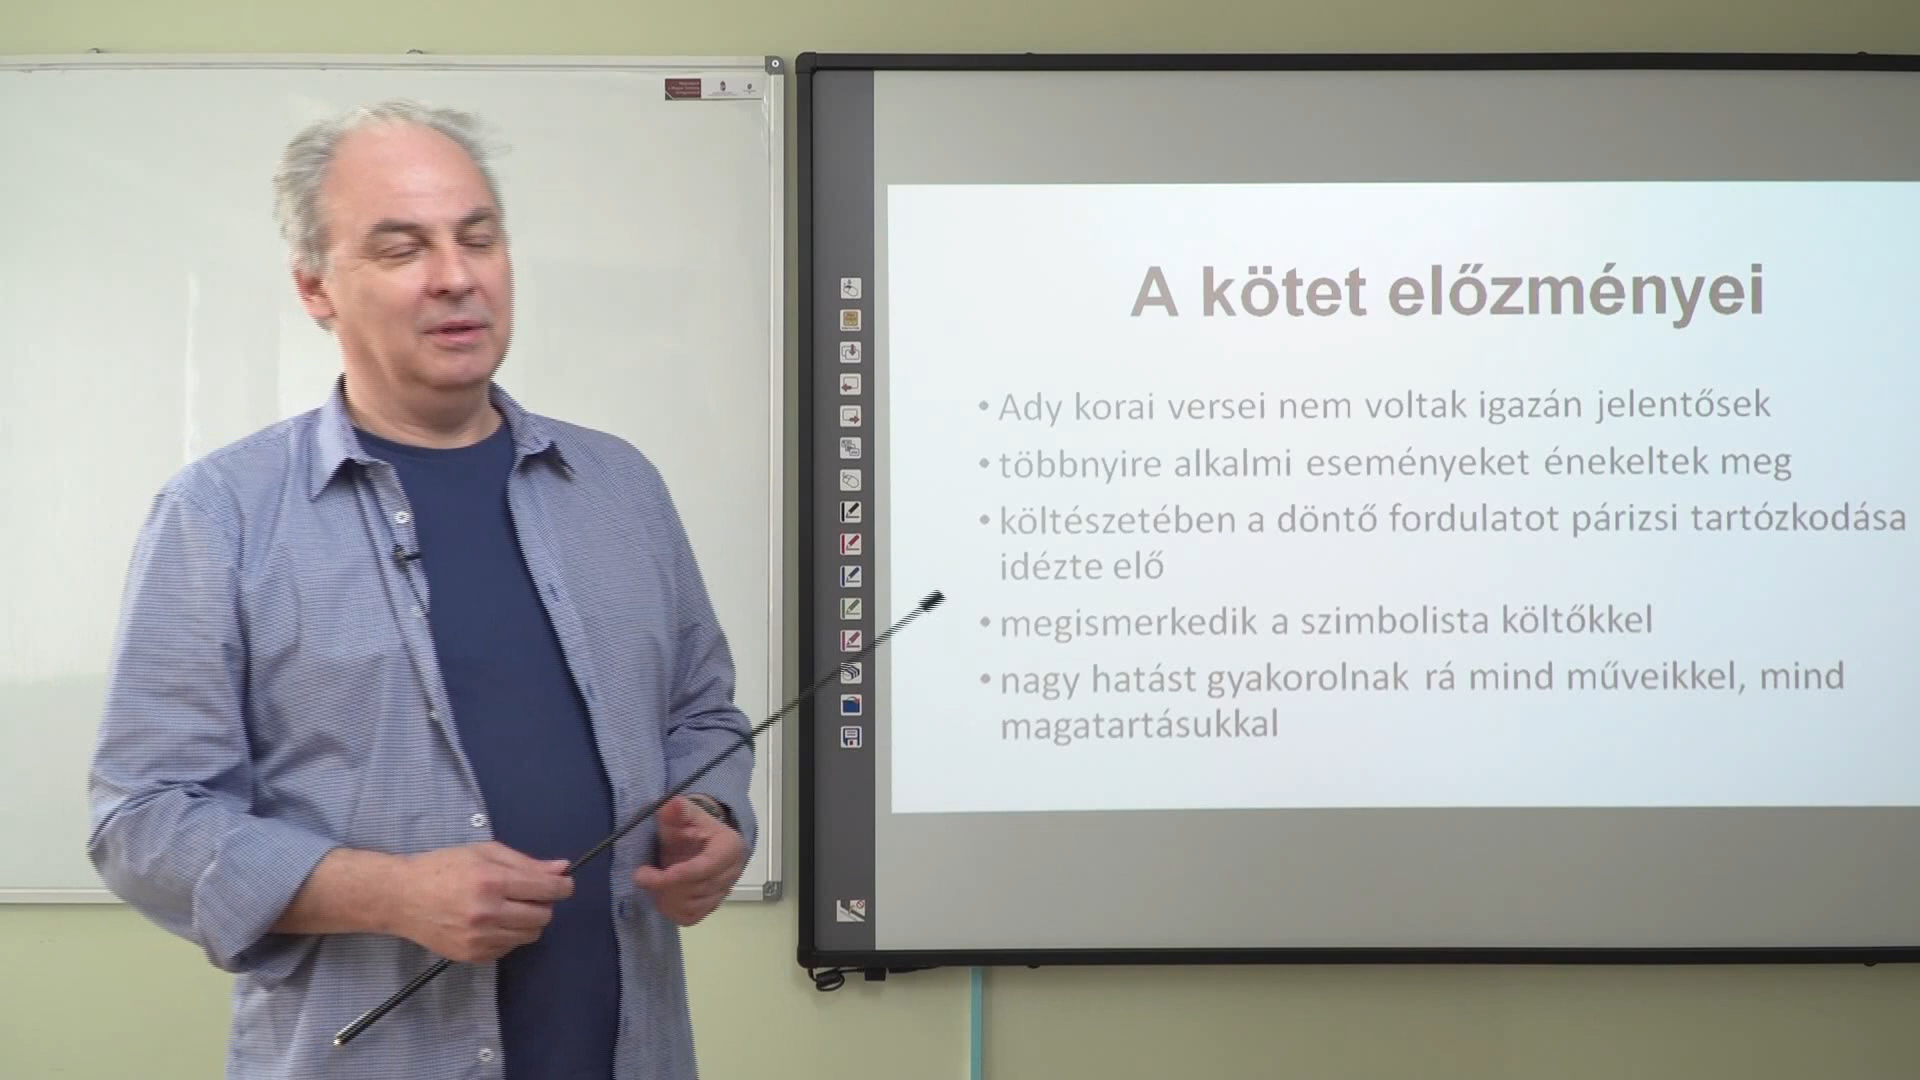 A kötet előzményei
• Ady korai versei nem voltak igazán jelentősek
• többnyire alkalmi eseményeket énekeltek meg
• költészetében a döntő fordulatot párizsi tartózkodása
idézte elő
• megismerkedik a szimbolista költőkkel
• nagy hatást gyakorolnak rá mind műveikkel, mind
magatartásukkal